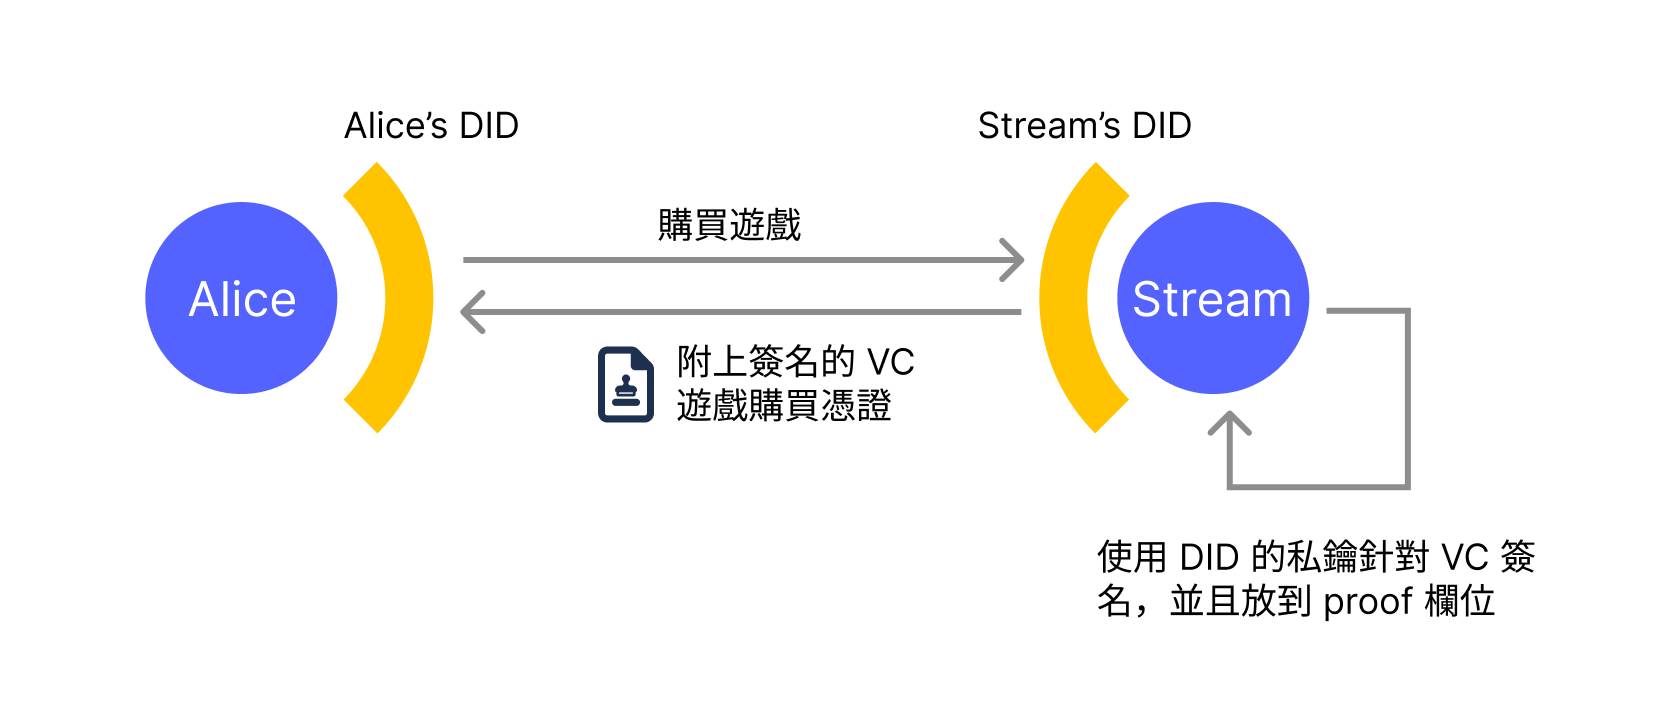 Alice’s DID
Stream’s DID
購買遊戲
Alice
Stream
附上簽名的 VC
遊戲購買憑證
使用 DID 的私鑰針對 VC 簽
名，並且放到 proof 欄位